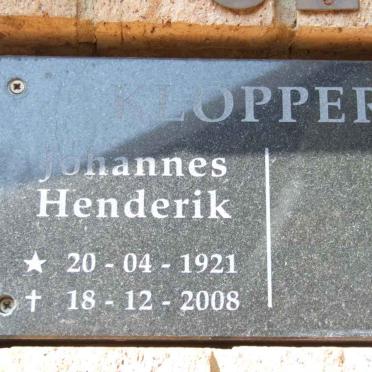 KLOPPER
Johannes
Henderik
★ 20 - 04 - 1921
✝ 18 - 12 - 2008